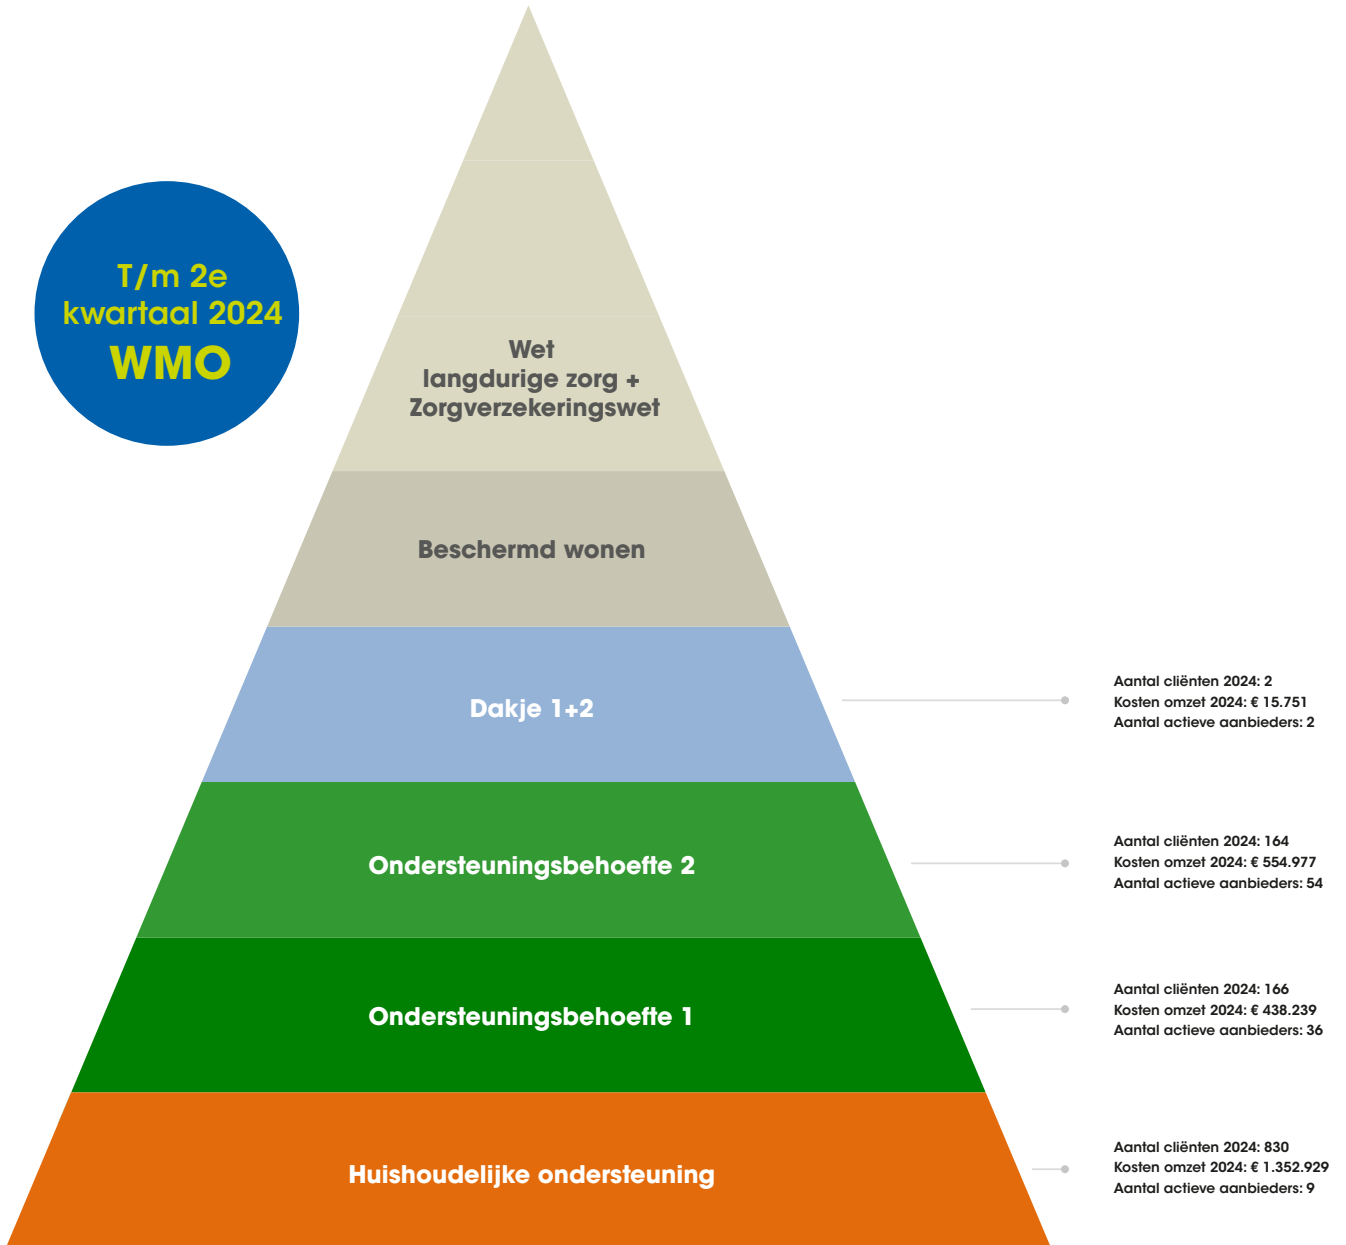 T/m 2e
kwartaal 2024
WMO
Wet
langdurige zorg +
Zorgverzekeringswet
Beschermd wonen
Dakje 1+2
Aantal cliënten 2024: 2
Kosten omzet 2024: € 15.751
Aantal actieve aanbieders: 2
Ondersteuningsbehoefte 2
Aantal cliënten 2024: 164
Kosten omzet 2024: € 554.977
Aantal actieve aanbieders: 54
Ondersteuningsbehoefte 1
Aantal cliënten 2024: 166
Kosten omzet 2024: € 438.239
Aantal actieve aanbieders: 36
Huishoudelijke ondersteuning
Aantal cliënten 2024: 830
Kosten omzet 2024: € 1.352.929
Aantal actieve aanbieders: 9